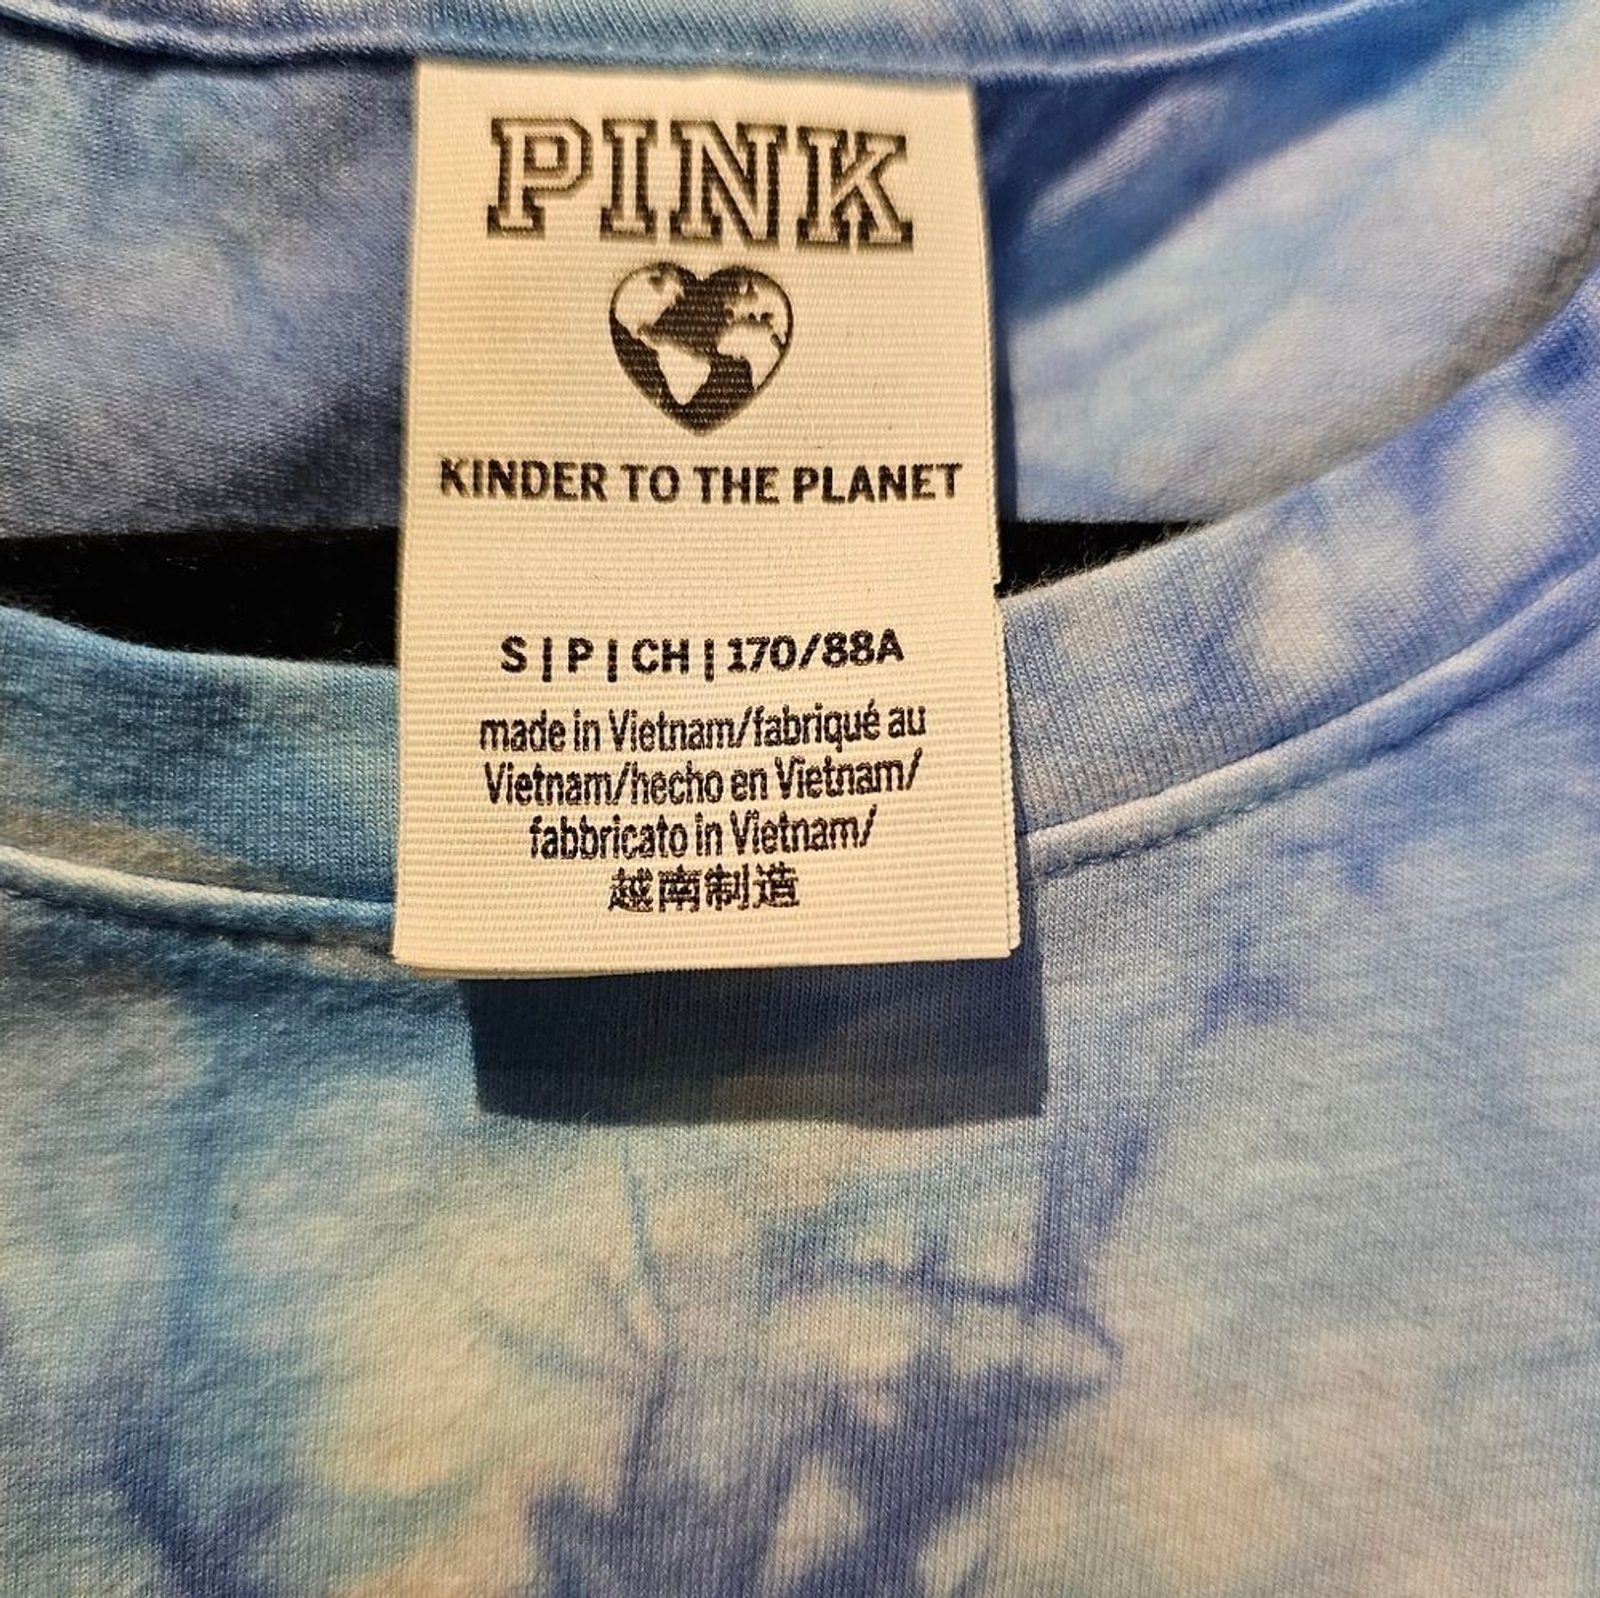 PINK
KINDER TO THE PLANET
S | P | CH | 170/88A
made in Vietnam/fabriqué au
Vietnam/hecho en Vietnam/
fabbricato in Vietnam/
越南制造